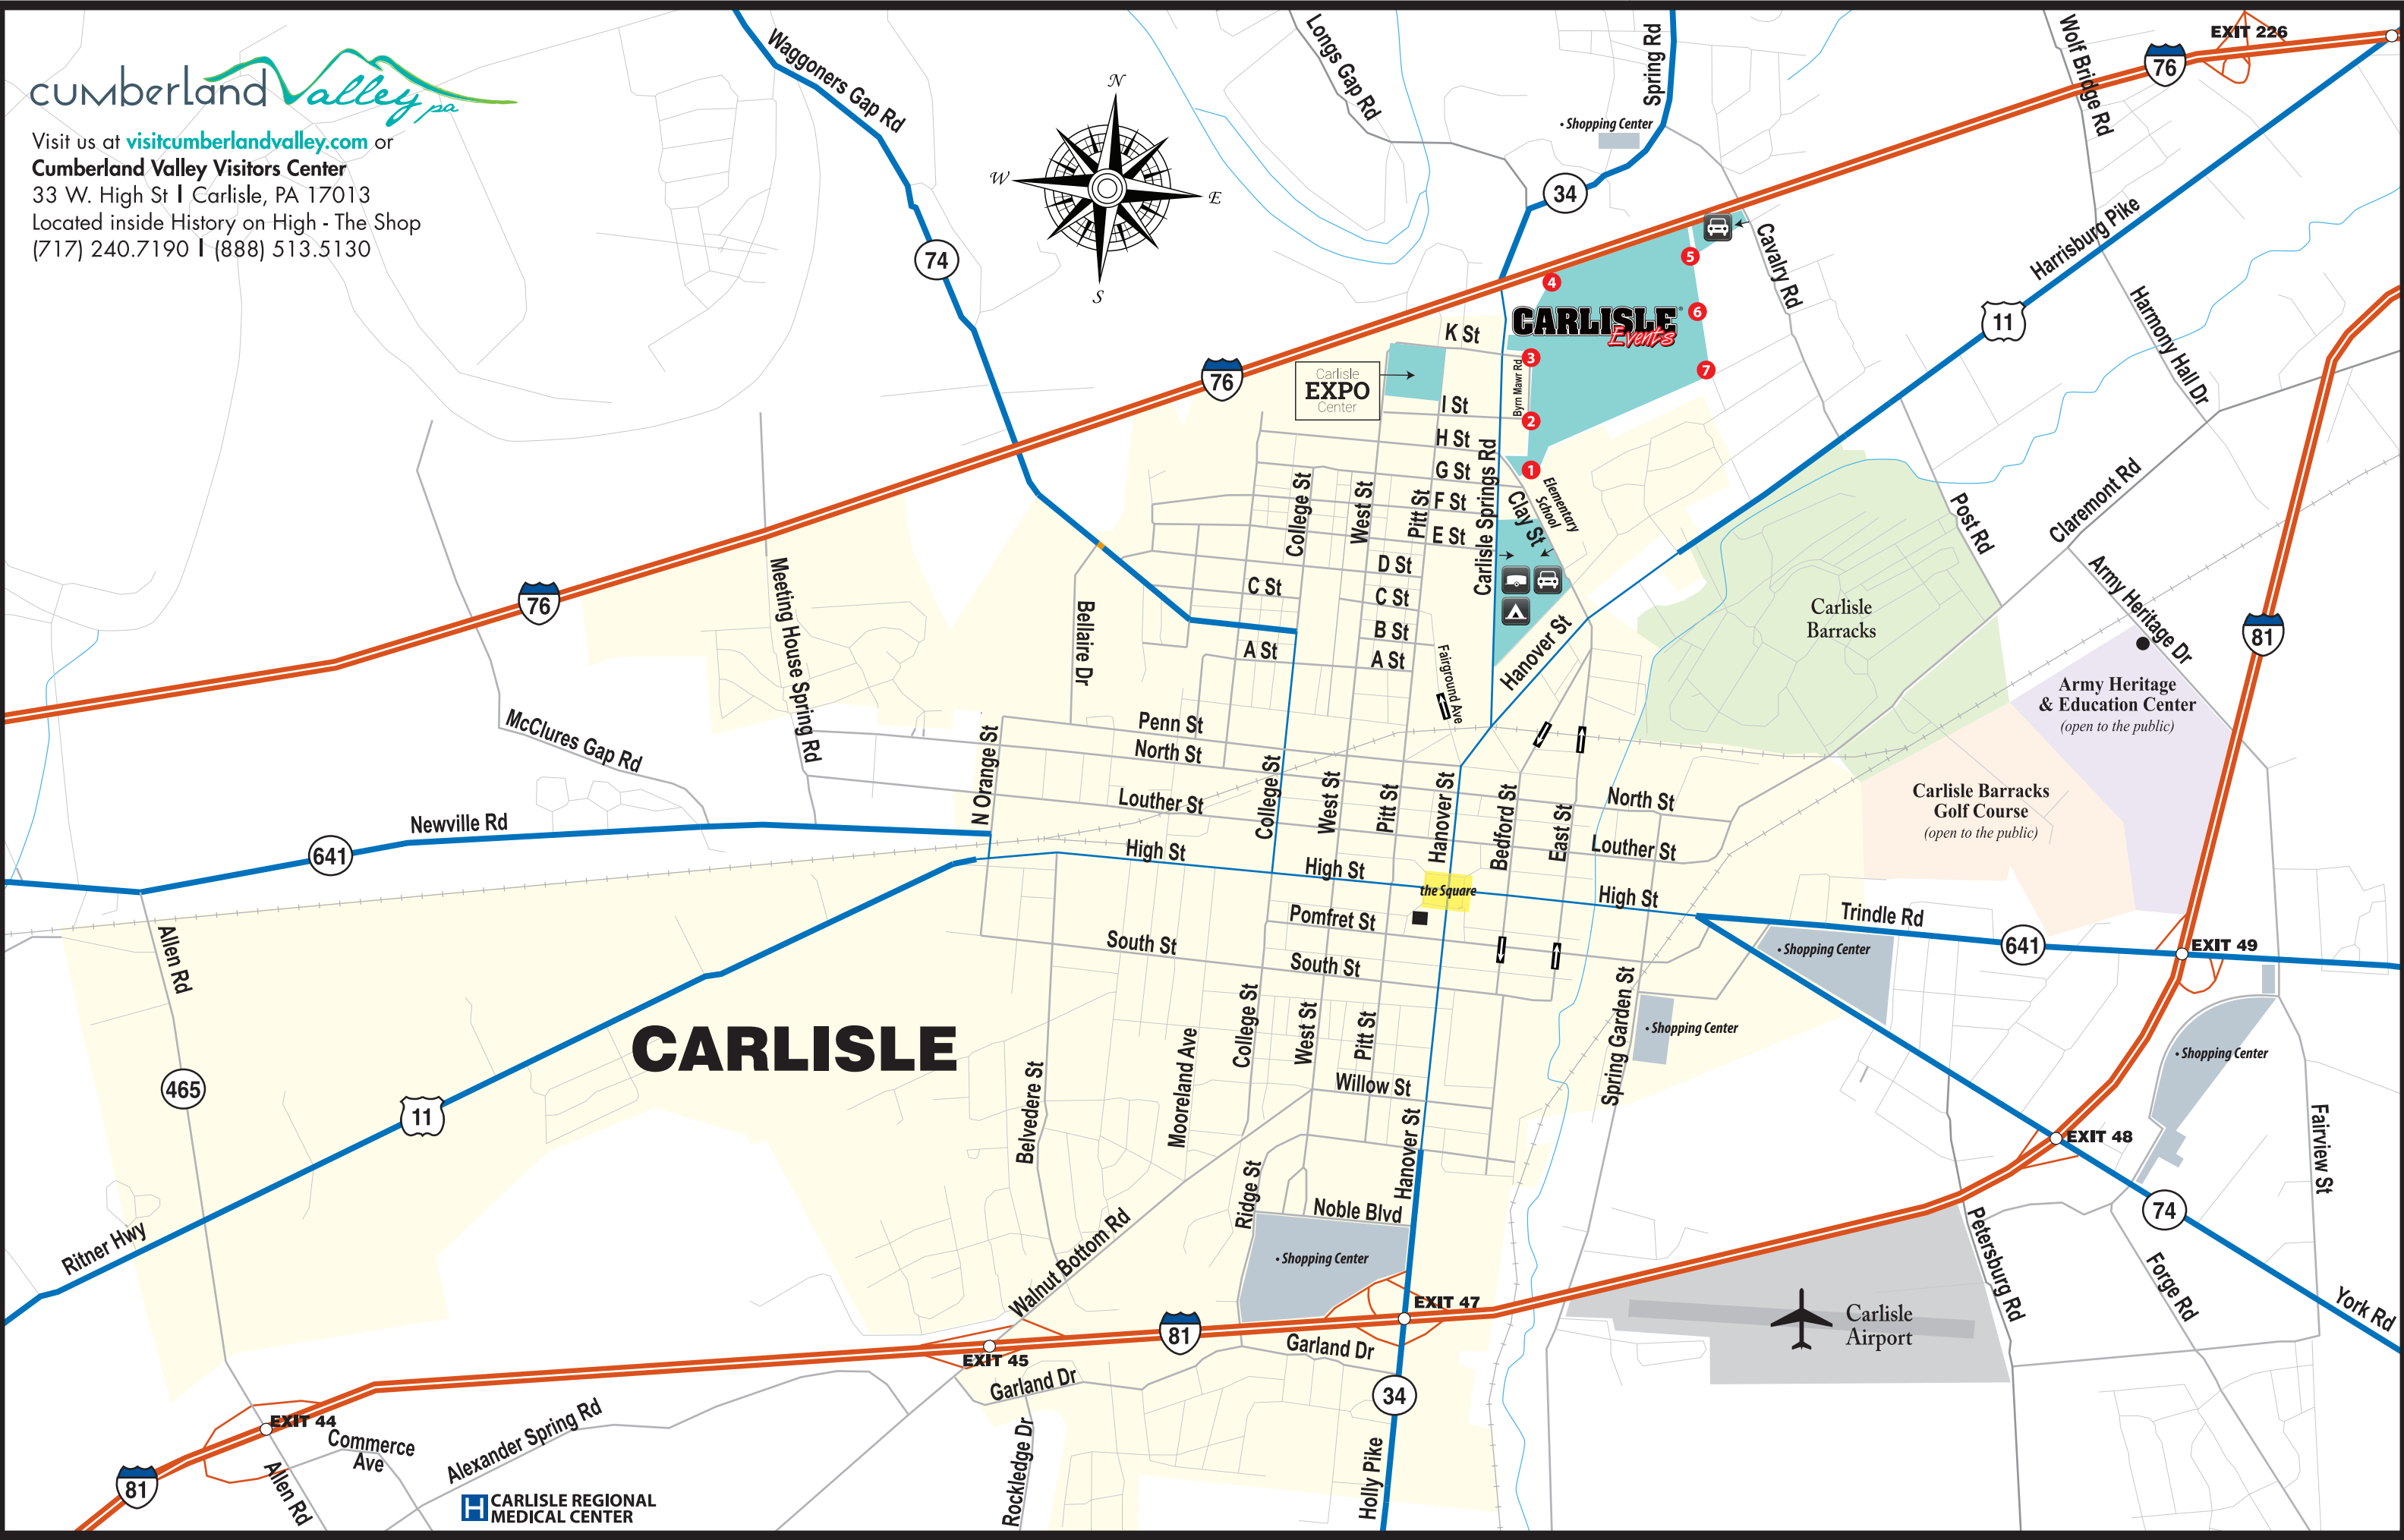 cumberland Valley pa
Visit us at visitcumberlandvalley.com or
Cumberland Valley Visitors Center
33 W. High St | Carlisle, PA 17013
Located inside History on High - The Shop
(717) 240.7190 | (888) 513.5130
Waggoners Gap Rd
Longs Gap Rd
Spring Rd
Wolf Bridge Rd
EXIT 226
76
• Shopping Center
N
W
E
S
34
74
Cavalry Rd
Harrisburg Pike
11
Harmony Hall Dr
5
4
6
CARLISLE
Events
K St
3
7
76
Carlisle
EXPO
Center
Byrn Mawr Rd
I St
2
H St
G St
1
F St
E St
D St
C St
C St
B St
A St
A St
College St
West St
Pitt St
Carlisle Springs Rd
Clay St
Elementary
School
Post Rd
Claremont Rd
Army Heritage Dr
81
76
Meeting House Spring Rd
Bellaire Dr
Fairground Ave
Hanover St
Carlisle
Barracks
Army Heritage
& Education Center
(open to the public)
McClures Gap Rd
Penn St
North St
N Orange St
Louther St
College St
West St
Pitt St
Hanover St
Bedford St
East St
North St
Louther St
Carlisle Barracks
Golf Course
(open to the public)
Newville Rd
641
High St
High St
the Square
High St
Trindle Rd
641
EXIT 49
• Shopping Center
Pomfret St
South St
South St
Allen Rd
465
11
CARLISLE
College St
West St
Pitt St
Spring Garden St
• Shopping Center
• Shopping Center
Belvedere St
Mooreland Ave
Willow St
Hanover St
EXIT 48
Fairview St
Ritner Hwy
Ridge St
Noble Blvd
74
Petersburg Rd
Forge Rd
York Rd
Walnut Bottom Rd
• Shopping Center
EXIT 47
81
EXIT 45
Garland Dr
Garland Dr
Carlisle
Airport
34
EXIT 44
Commerce
Ave
Alexander Spring Rd
Rockledge Dr
Holly Pike
81
Allen Rd
H
CARLISLE REGIONAL
MEDICAL CENTER